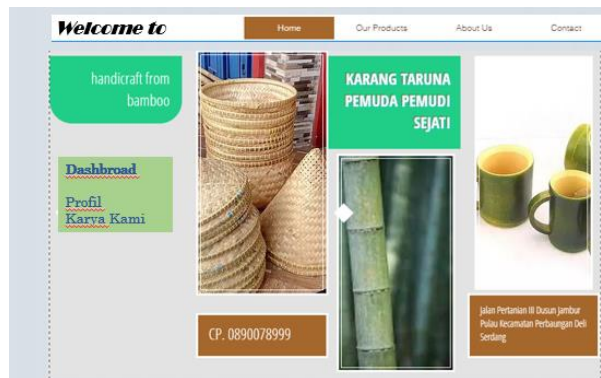 Welcome to
Home
Our Products
About Us
Contact
handicraft from
bamboo
KARANG TARUNA
PEMUDA PEMUDI
SEJATI
Dashbroad
Profil
Karya Kami
CP. 0890078999
Jalan Pertanian III Dusun Jambur
Pulau Kecamatan Perbaungan Deli
Serdang